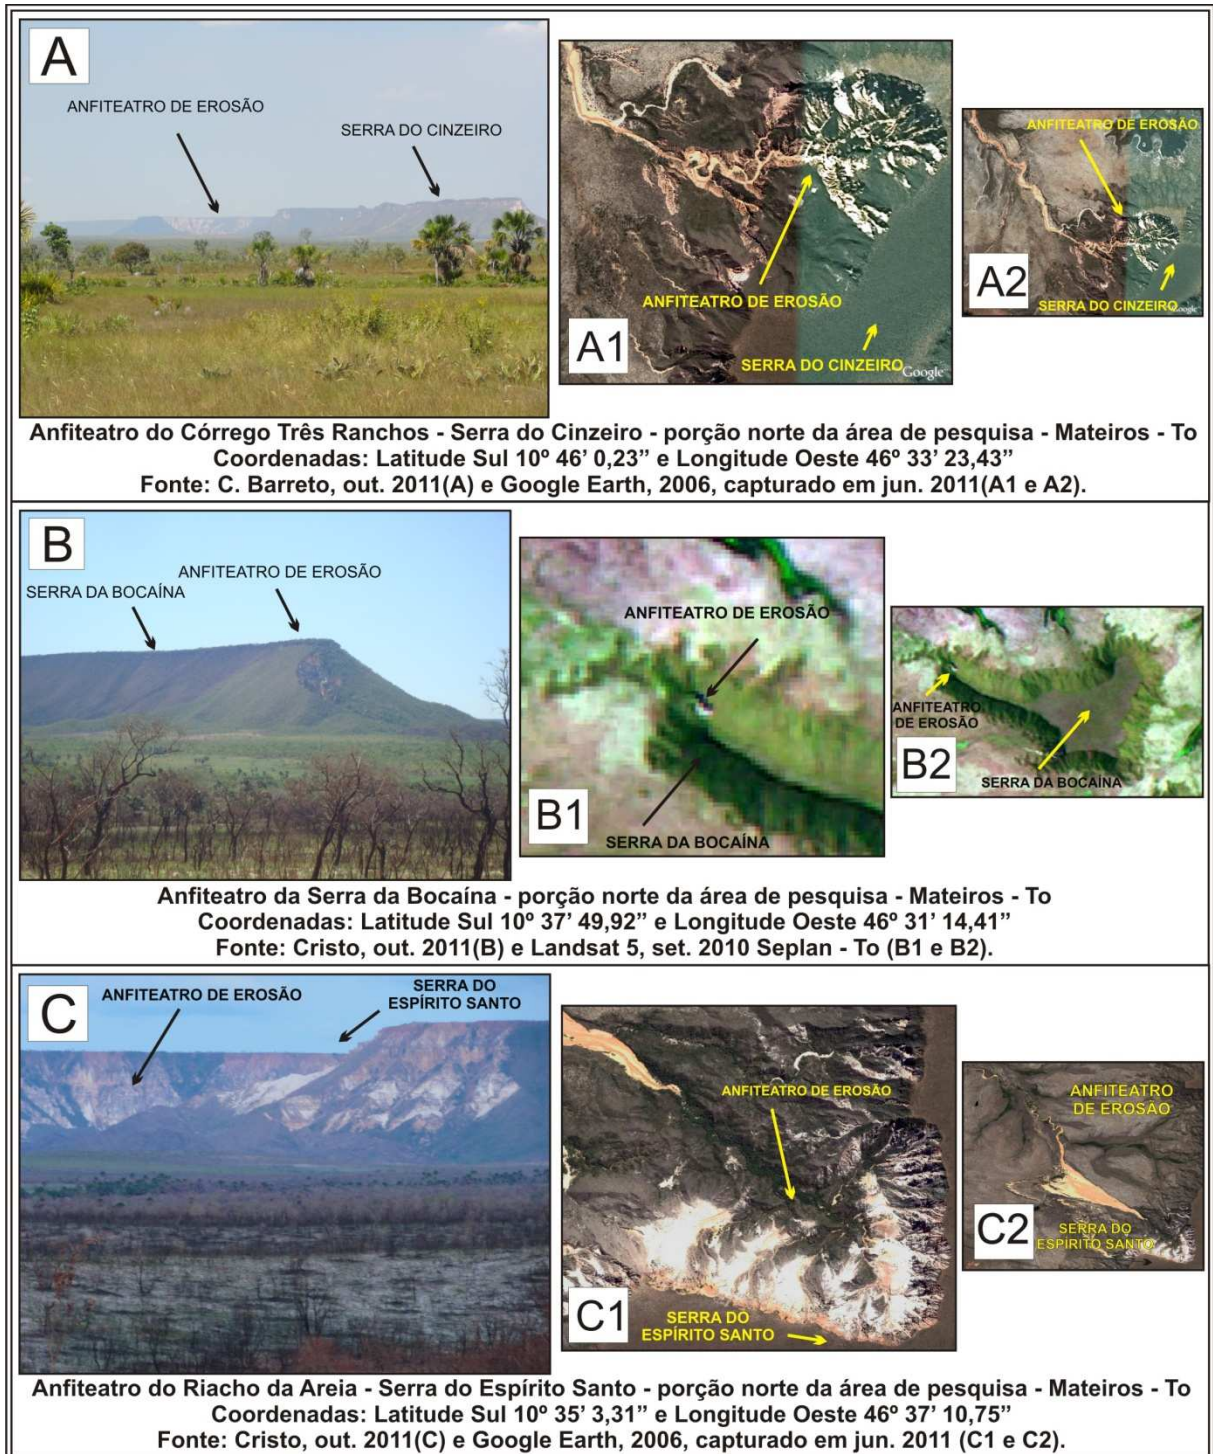 A
ANFITEATRO DE EROSÃO
SERRA DO CINZEIRO
ANFITEATRO DE EROSÃO
A1
SERRA DO CINZEIRO
Google
ANFITEATRO DE EROSÃO
A2
SERRA DO CINZEIRO
Google
Anfiteatro do Córrego Três Ranchos - Serra do Cinzeiro - porção norte da área de pesquisa - Mateiros - To
Coordenadas: Latitude Sul 10º 46’ 0,23” e Longitude Oeste 46º 33’ 23,43”
Fonte: C. Barreto, out. 2011(A) e Google Earth, 2006, capturado em jun. 2011(A1 e A2).
B
ANFITEATRO DE EROSÃO
SERRA DA BOCAÍNA
ANFITEATRO DE EROSÃO
B1
SERRA DA BOCAÍNA
ANFITEATRO
DE EROSÃO
B2
SERRA DA BOCAÍNA
Anfiteatro da Serra da Bocaína - porção norte da área de pesquisa - Mateiros - To
Coordenadas: Latitude Sul 10º 37’ 49,92” e Longitude Oeste 46º 31’ 14,41”
Fonte: Cristo, out. 2011(B) e Landsat 5, set. 2010 Seplan - To (B1 e B2).
C
ANFITEATRO DE EROSÃO
SERRA DO
ESPÍRITO SANTO
ANFITEATRO DE EROSÃO
C1
SERRA DO
ESPÍRITO SANTO
ANFITEATRO
DE EROSÃO
C2
SERRA DO
ESPÍRITO SANTO
Anfiteatro do Riacho da Areia - Serra do Espírito Santo - porção norte da área de pesquisa - Mateiros - To
Coordenadas: Latitude Sul 10º 35’ 3,31” e Longitude Oeste 46º 37’ 10,75”
Fonte: Cristo, out. 2011(C) e Google Earth, 2006, capturado em jun. 2011 (C1 e C2).